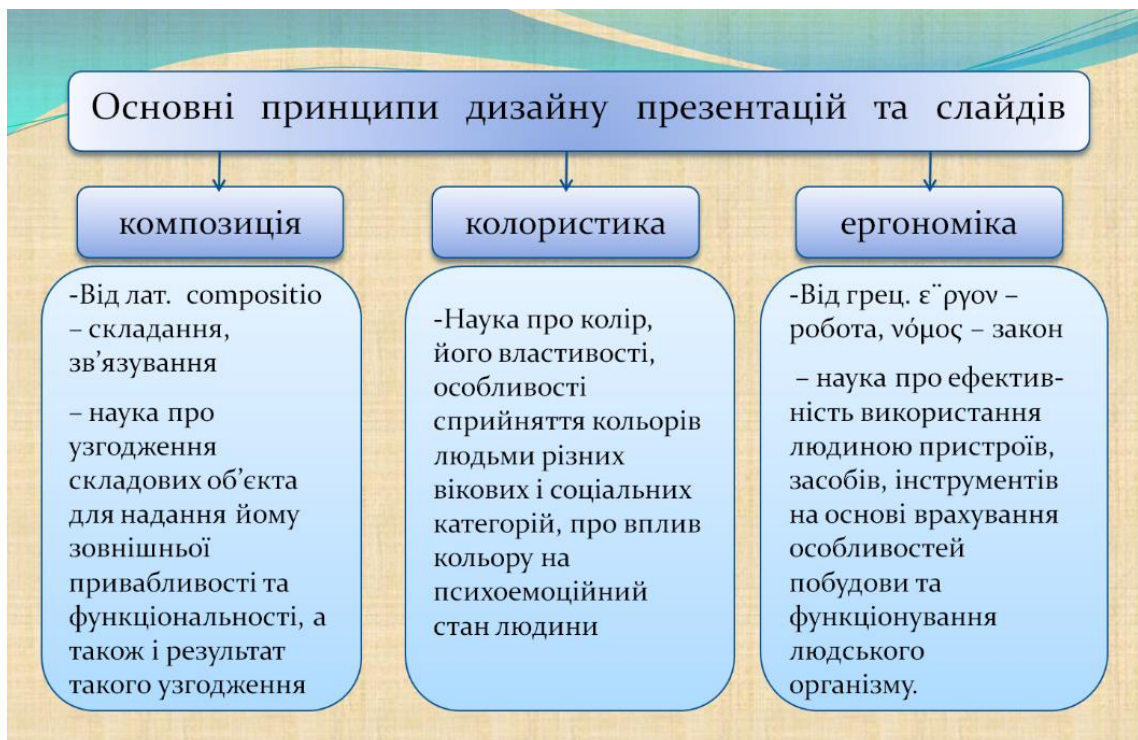 Основні принципи дизайну презентацій та слайдів
композиція
-Від лат. compositio
– складання,
зв’язування
– наука про
узгодження
складових об’єкта
для надання йому
зовнішньої
привабливості та
функціональності, а
також і результат
такого узгодження
колористика
-Наука про колір,
його властивості,
особливості
сприйняття кольорів
людьми різних
вікових і соціальних
категорій, про вплив
кольору на
психоемоційний
стан людини
ергономіка
-Від грец. ε¨ργον –
робота, νόμος – закон
– наука про ефектив-
ність використання
людиною пристроїв,
засобів, інструментів
на основі врахування
особливостей
побудови та
функціонування
людського
організму.